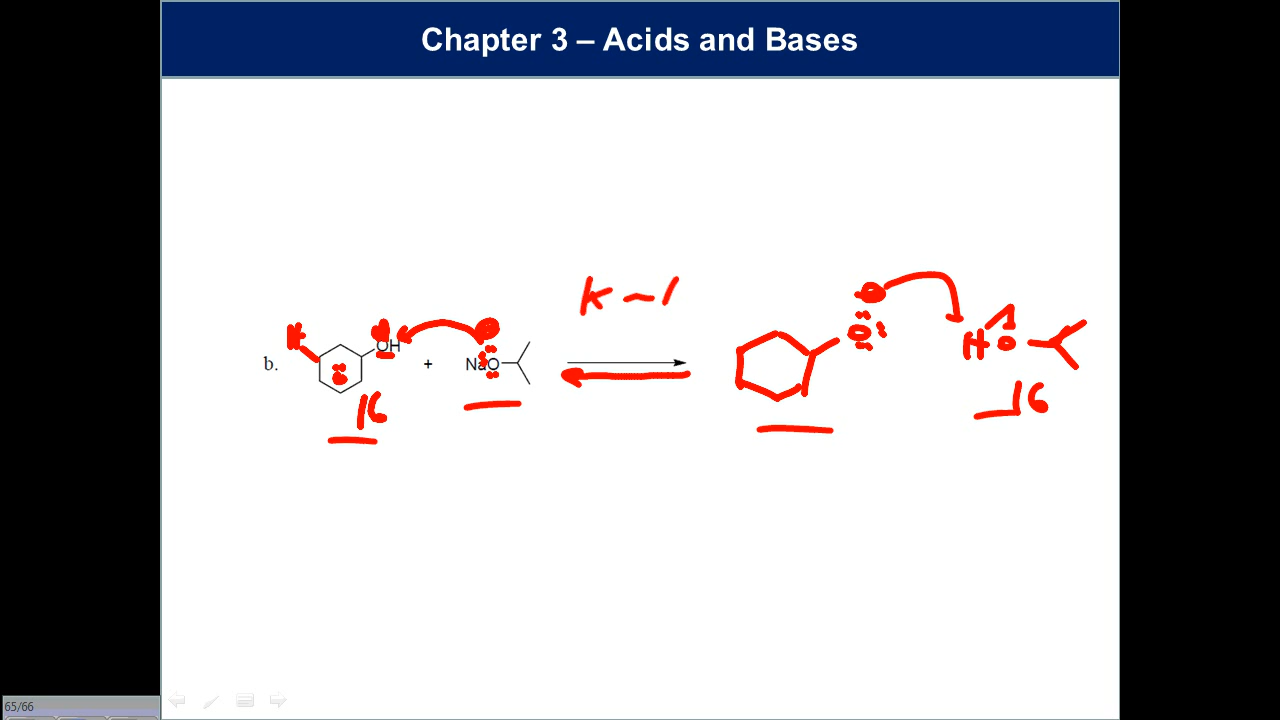 Chapter 3 – Acids and Bases
K ~ 1
H
OH
b.
+
NaO
O
H O
16
16
65/66